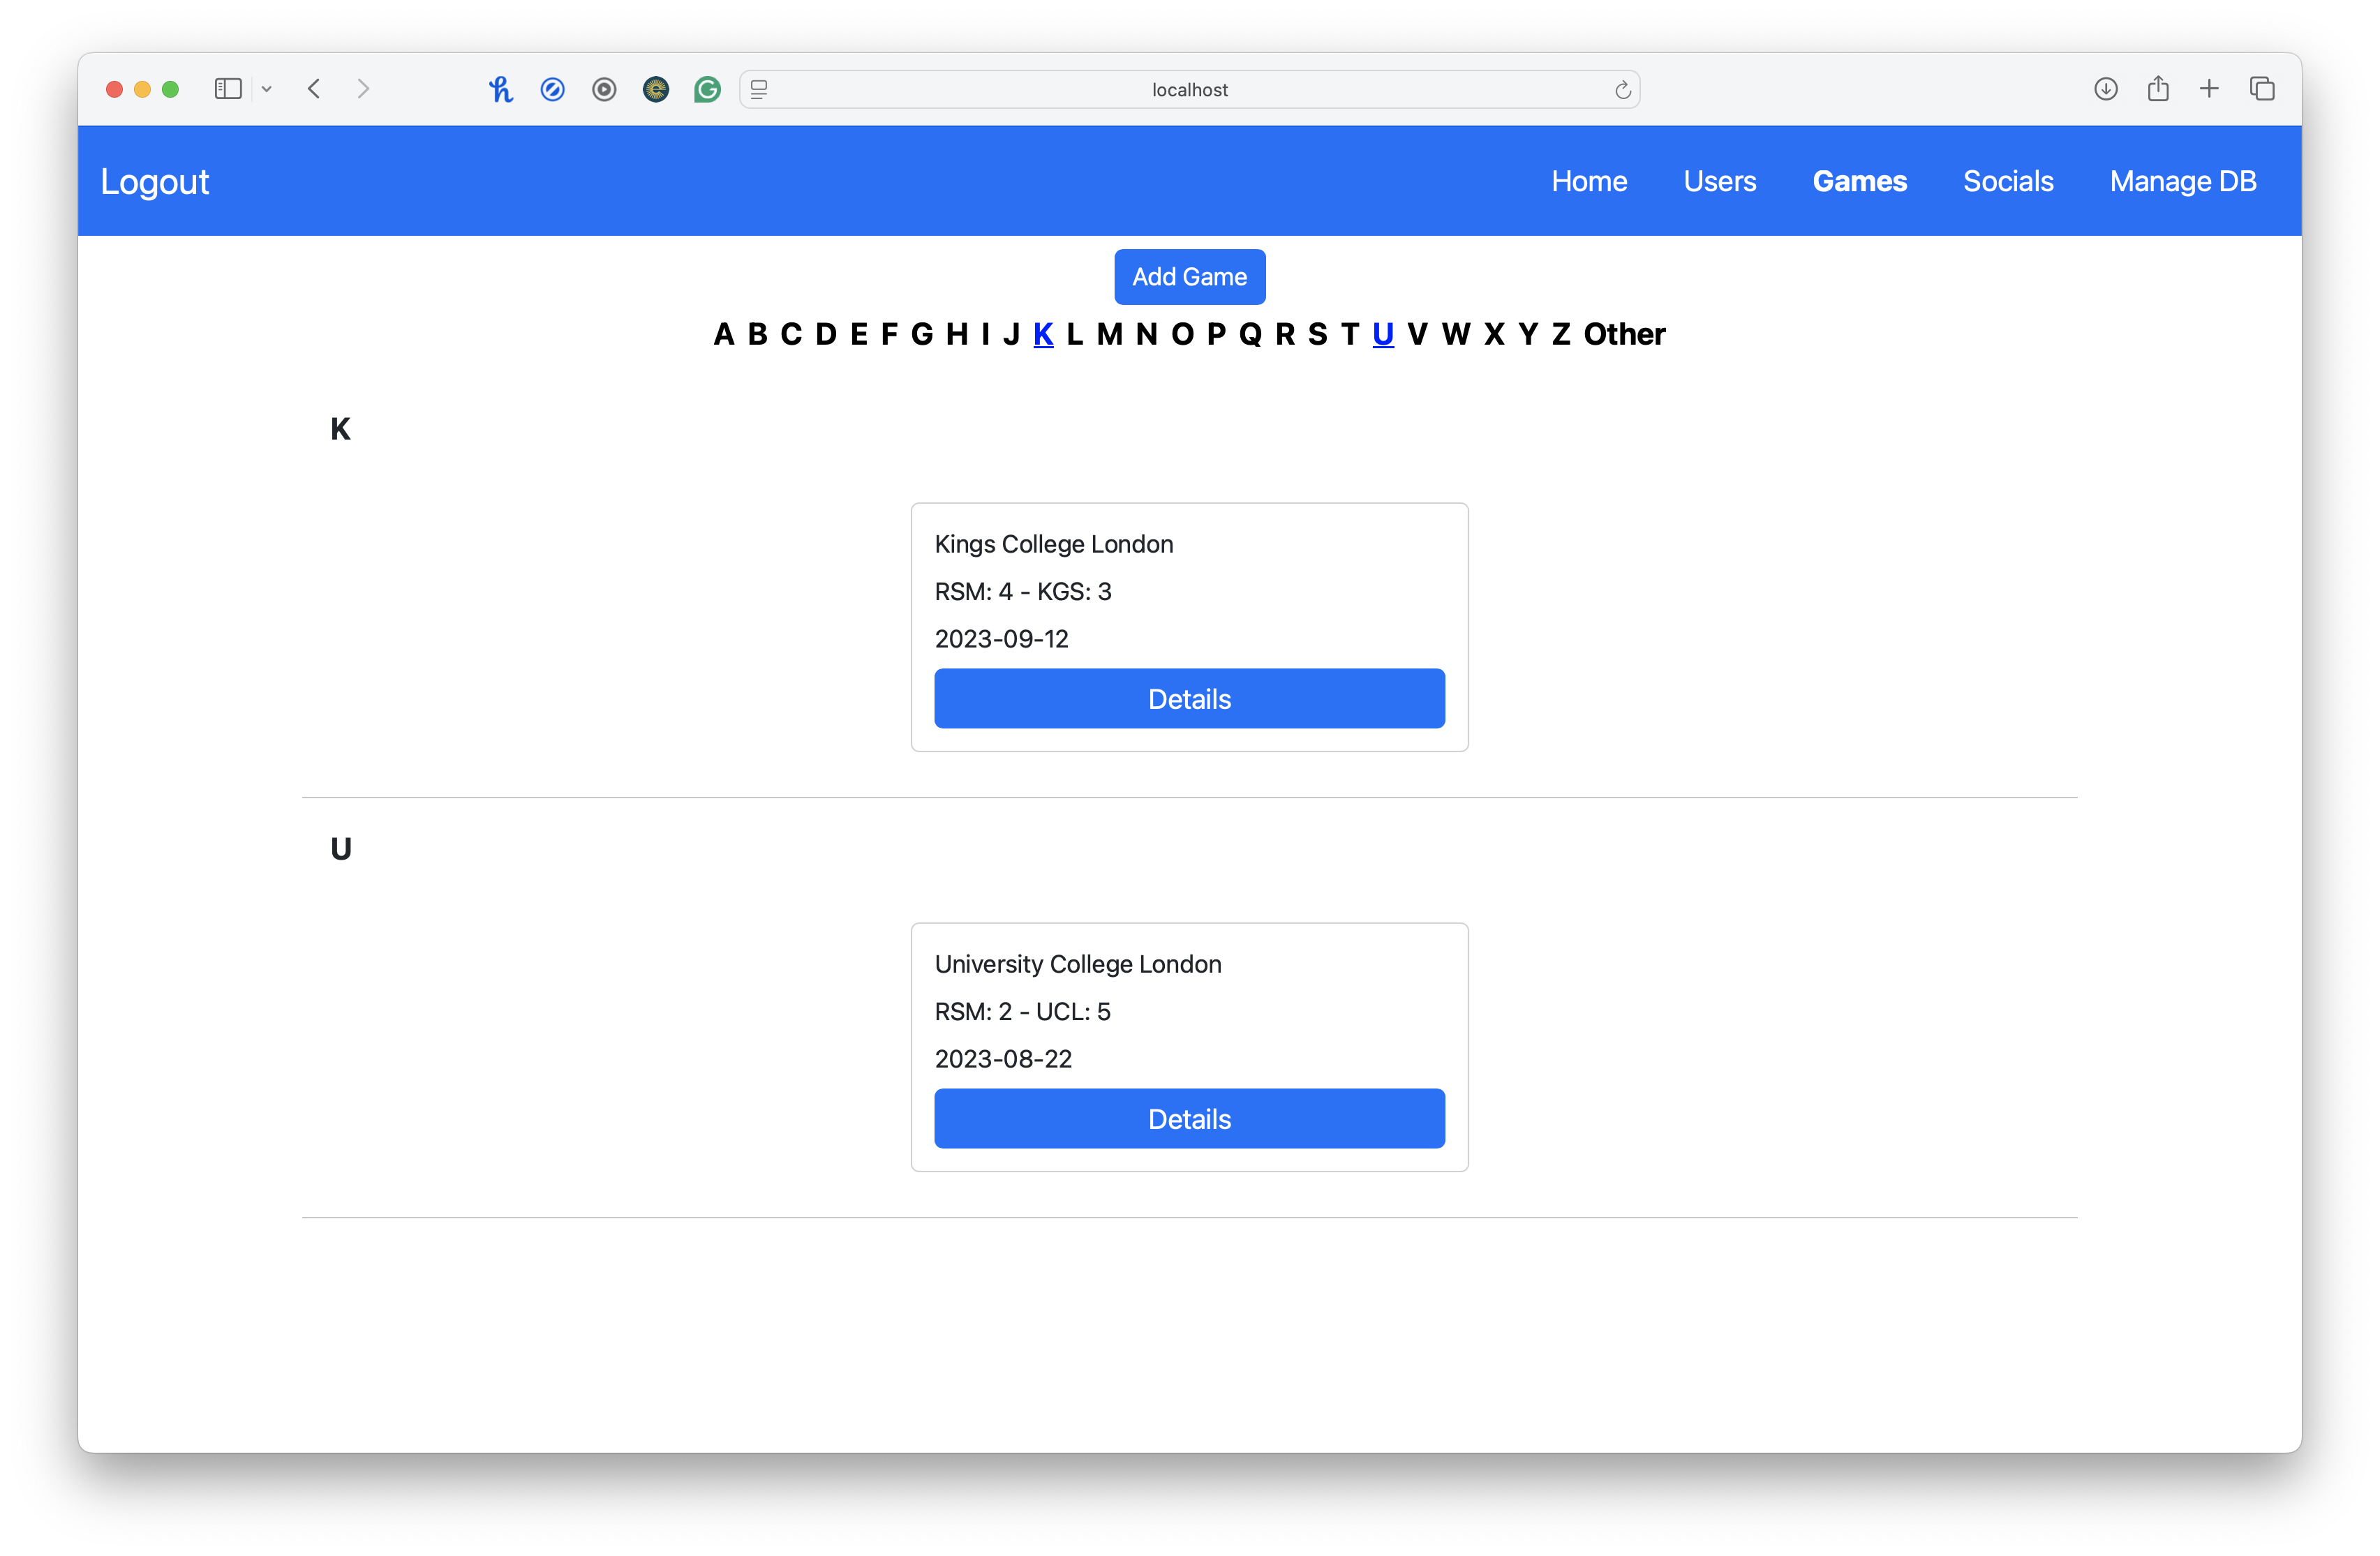 localhost
Logout Home Users Games Socials Manage DB
Add Game
A B C D E F G H I J K L M N O P Q R S T U V W X Y Z Other
K
Kings College London
RSM: 4 - KGS: 3
2023-09-12
Details
U
University College London
RSM: 2 - UCL: 5
2023-08-22
Details